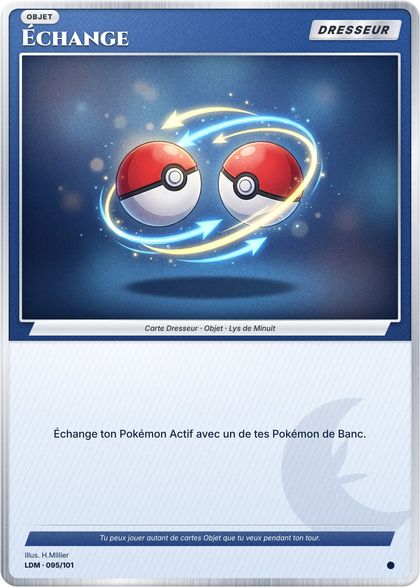 OBJET
ÉCHANGE
DRESSEUR
Carte Dresseur · Objet · Lys de Minuit
Échange ton Pokémon Actif avec un de tes Pokémon de Banc.
Tu peux jouer autant de cartes Objet que tu veux pendant ton tour.
Illus. H.Millier
LDM · 095/101